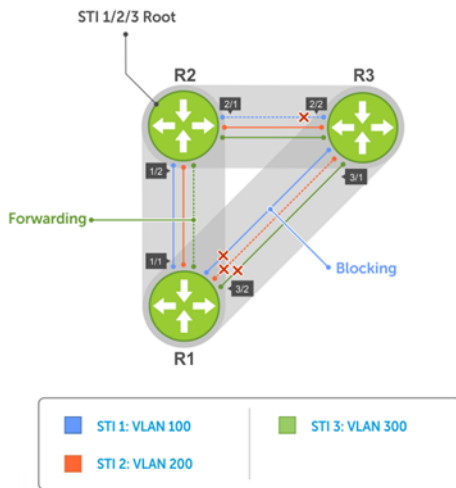 STI 1/2/3 Root
R2
R3
2/1
2/2
1/2
3/1
Forwarding
1/1
Blocking
3/2
R1
STI 1: VLAN 100
STI 3: VLAN 300
STI 2: VLAN 200